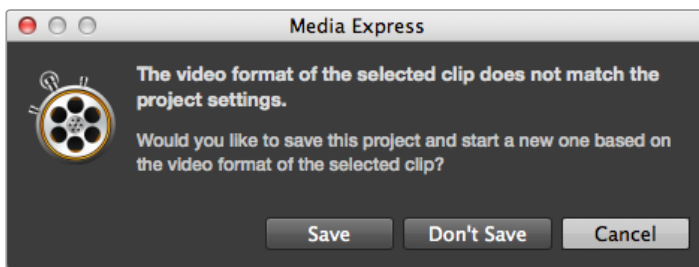 Media Express
The video format of the selected clip does not match the
project settings.
Would you like to save this project and start a new one based on
the video format of the selected clip?
Save Don't Save Cancel